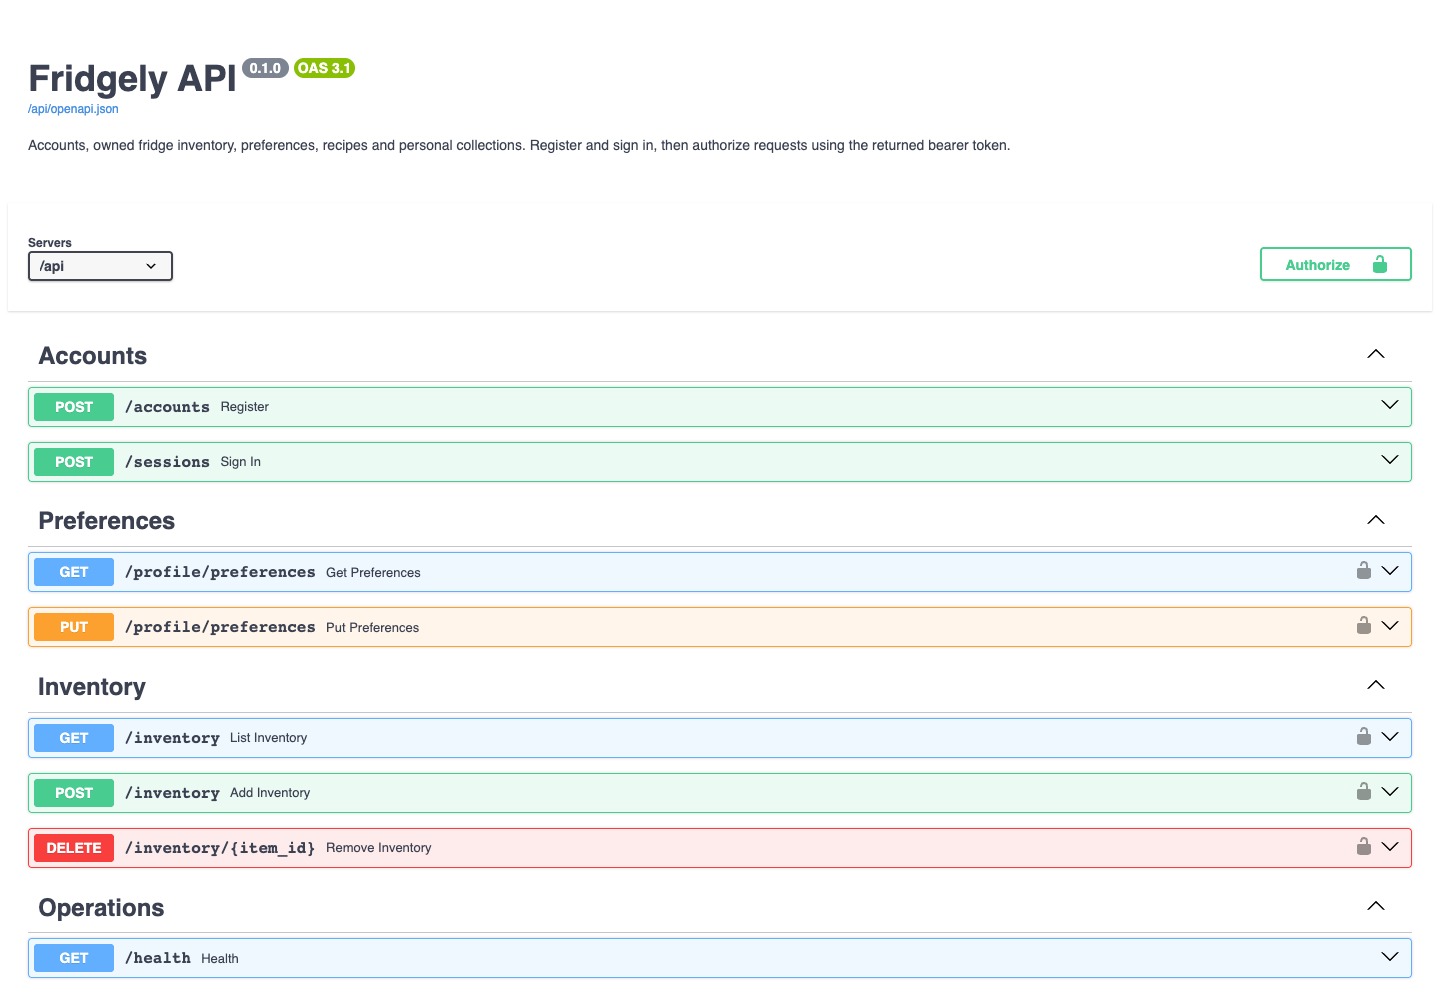 Fridgely API 0.1.0 OAS 3.1
/api/openapi.json
Accounts, owned fridge inventory, preferences, recipes and personal collections. Register and sign in, then authorize requests using the returned bearer token.
Servers
/api
Authorize
Accounts
POST /accounts Register
POST /sessions Sign In
Preferences
GET /profile/preferences Get Preferences
PUT /profile/preferences Put Preferences
Inventory
GET /inventory List Inventory
POST /inventory Add Inventory
DELETE /inventory/{item_id} Remove Inventory
Operations
GET /health Health